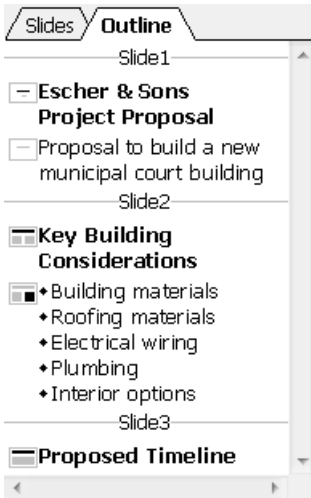 Slides Outline
Slide1
Escher & Sons
Project Proposal
Proposal to build a new
municipal court building
Slide2
Key Building
Considerations
◆Building materials
◆Roofing materials
◆Electrical wiring
◆Plumbing
◆Interior options
Slide3
Proposed Timeline